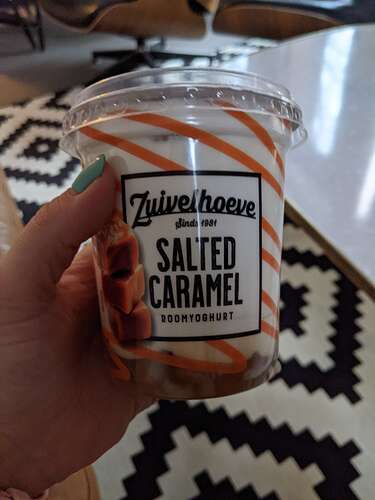 Zuivelhoeve
Sinds 1981
SALTED
CARAMEL
ROOMYOGHURT